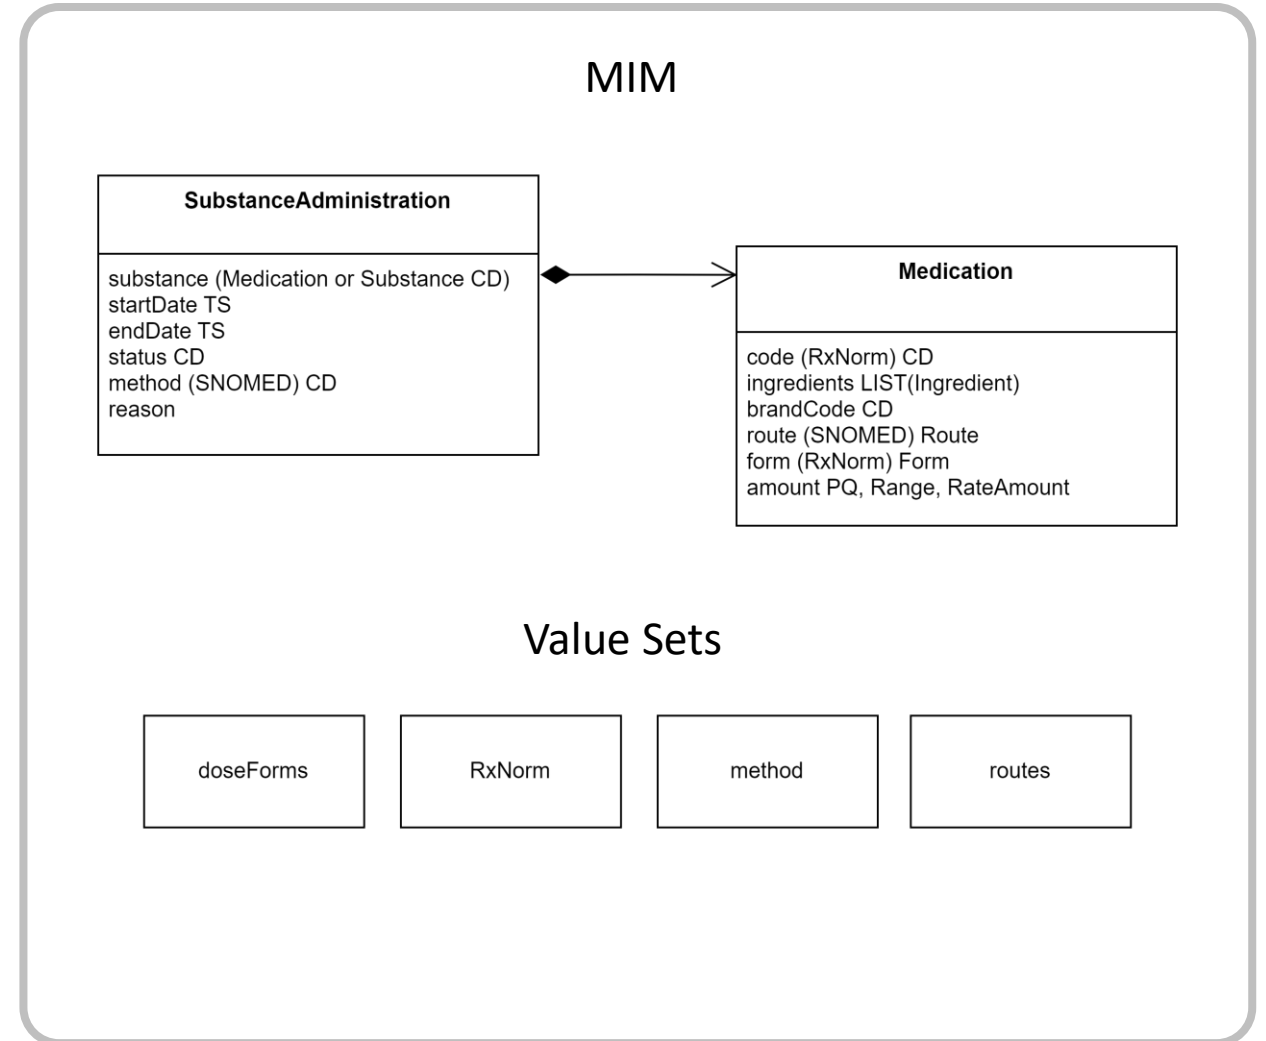 MIM
SubstanceAdministration
substance (Medication or Substance CD)
startDate TS
endDate TS
status CD
method (SNOMED) CD
reason
Medication
code (RxNorm) CD
ingredients LIST(Ingredient)
brandCode CD
route (SNOMED) Route
form (RxNorm) Form
amount PQ, Range, RateAmount
Value Sets
doseForms
RxNorm
method
routes